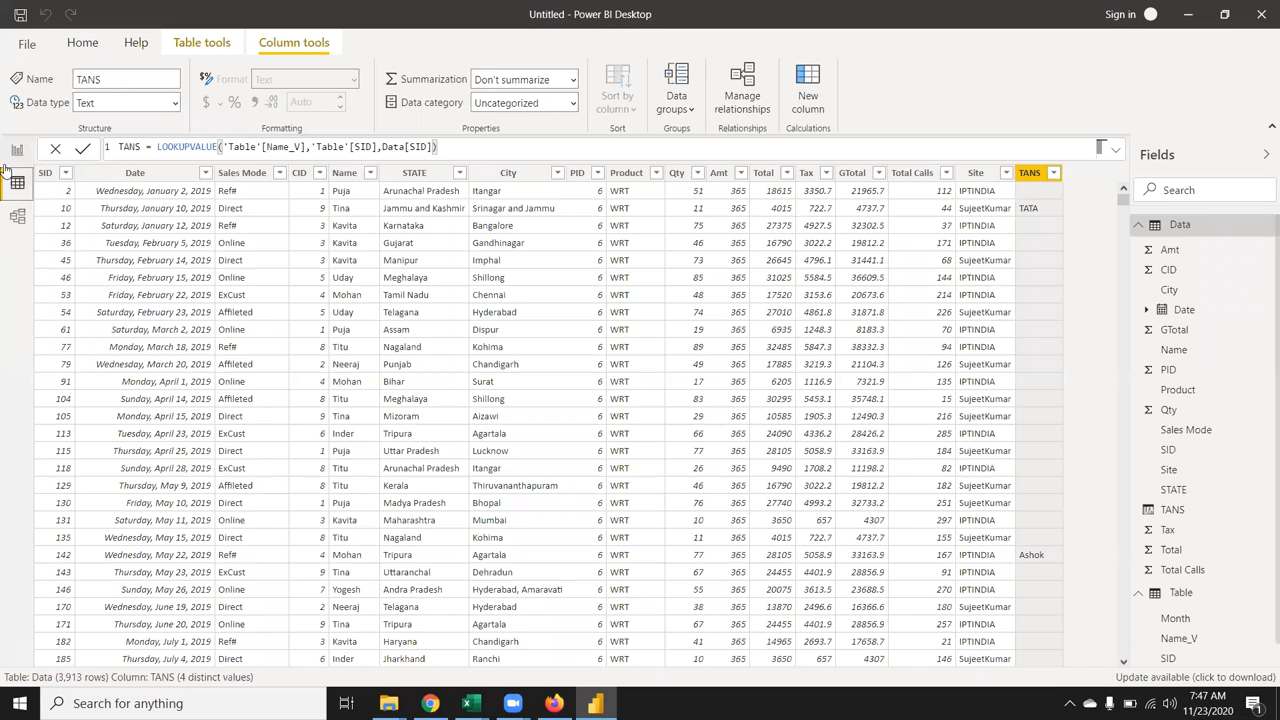 Untitled - Power BI Desktop
Sign in
File
Home
Help
Table tools
Column tools
Name
TANS
Data type
Text
Structure
Format
Text
$ % Auto
Formatting
Summarization
Don't summarize
Data category
Uncategorized
Properties
Sort by column
Sort
Data groups
Groups
Manage relationships
Relationships
New column
Calculations
1 TANS = LOOKUPVALUE('Table'[Name_V],'Table'[SID],Data[SID])
SID Date Sales Mode CID Name STATE City PID Product Qty Amt Total Tax GTotal Total Calls Site TANS
2 Wednesday, January 2, 2019 Ref# 1 Puja Arunachal Pradesh Itangar 6 WRT 51 365 18615 3350.7 21965.7 112 IPTINDIA
10 Thursday, January 10, 2019 Direct 9 Tina Jammu and Kashmir Srinagar and Jammu 6 WRT 11 365 4015 722.7 4737.7 44 SujeetKumar TATA
12 Saturday, January 12, 2019 Ref# 3 Kavita Karnataka Bangalore 6 WRT 75 365 27375 4927.5 32302.5 37 IPTINDIA
36 Tuesday, February 5, 2019 Online 3 Kavita Gujarat Gandhinagar 6 WRT 46 365 16790 3022.2 19812.2 171 IPTINDIA
45 Thursday, February 14, 2019 Direct 3 Kavita Manipur Imphal 6 WRT 73 365 26645 4796.1 31441.1 68 SujeetKumar
46 Friday, February 15, 2019 Online 5 Uday Meghalaya Shillong 6 WRT 85 365 31025 5584.5 36609.5 144 IPTINDIA
53 Friday, February 22, 2019 ExCust 4 Mohan Tamil Nadu Chennai 6 WRT 48 365 17520 3153.6 20673.6 214 IPTINDIA
54 Saturday, February 23, 2019 Affileted 5 Uday Telagana Hyderabad 6 WRT 74 365 27010 4861.8 31871.8 226 SujeetKumar
61 Saturday, March 2, 2019 Online 1 Puja Assam Dispur 6 WRT 19 365 6935 1248.3 8183.3 70 IPTINDIA
77 Monday, March 18, 2019 Ref# 8 Titu Nagaland Kohima 6 WRT 89 365 32485 5847.3 38332.3 94 IPTINDIA
79 Wednesday, March 20, 2019 Affileted 2 Neeraj Punjab Chandigarh 6 WRT 49 365 17885 3219.3 21104.3 126 SujeetKumar
91 Monday, April 1, 2019 Online 4 Mohan Bihar Surat 6 WRT 17 365 6205 1116.9 7321.9 135 IPTINDIA
104 Sunday, April 14, 2019 Affileted 8 Titu Meghalaya Shillong 6 WRT 83 365 30295 5453.1 35748.1 15 SujeetKumar
105 Monday, April 15, 2019 Direct 9 Tina Mizoram Aizawi 6 WRT 29 365 10585 1905.3 12490.3 216 SujeetKumar
113 Tuesday, April 23, 2019 ExCust 6 Inder Tripura Agartala 6 WRT 66 365 24090 4336.2 28426.2 285 IPTINDIA
115 Thursday, April 25, 2019 Direct 1 Puja Uttar Pradesh Lucknow 6 WRT 77 365 28105 5058.9 33163.9 184 SujeetKumar
118 Sunday, April 28, 2019 ExCust 8 Titu Arunachal Pradesh Itangar 6 WRT 26 365 9490 1708.2 11198.2 82 IPTINDIA
129 Thursday, May 9, 2019 Affileted 8 Titu Kerala Thiruvananthapuram 6 WRT 46 365 16790 3022.2 19812.2 182 SujeetKumar
130 Friday, May 10, 2019 Direct 1 Puja Madya Pradesh Bhopal 6 WRT 76 365 27740 4993.2 32733.2 251 SujeetKumar
131 Saturday, May 11, 2019 Online 3 Kavita Maharashtra Mumbai 6 WRT 10 365 3650 657 4307 297 IPTINDIA
135 Wednesday, May 15, 2019 Direct 8 Titu Nagaland Kohima 6 WRT 11 365 4015 722.7 4737.7 155 SujeetKumar
142 Wednesday, May 22, 2019 Ref# 4 Mohan Tripura Agartala 6 WRT 77 365 28105 5058.9 33163.9 167 IPTINDIA Ashok
143 Thursday, May 23, 2019 ExCust 9 Tina Uttaranchal Dehradun 6 WRT 67 365 24455 4401.9 28856.9 91 IPTINDIA
146 Sunday, May 26, 2019 Online 7 Yogesh Andra Pradesh Hyderabad, Amaravati 6 WRT 55 365 20075 3613.5 23688.5 270 IPTINDIA
170 Wednesday, June 19, 2019 Direct 2 Neeraj Telagana Hyderabad 6 WRT 38 365 13870 2496.6 16366.6 180 SujeetKumar
171 Thursday, June 20, 2019 Online 9 Tina Tripura Agartala 6 WRT 67 365 24455 4401.9 28856.9 257 IPTINDIA
182 Monday, July 1, 2019 Ref# 3 Kavita Haryana Chandigarh 6 WRT 41 365 14965 2693.7 17658.7 21 IPTINDIA
185 Thursday, July 4, 2019 Direct 6 Inder Jharkhand Ranchi 6 WRT 10 365 3650 657 4307 146 SujeetKumar
Fields
Search
Data
Amt
CID
City
Date
GTotal
Name
PID
Product
Qty
Sales Mode
SID
Site
STATE
TANS
Tax
Total
Total Calls
Table
Month
Name_V
SID
Table: Data (3,913 rows) Column: TANS (4 distinct values)
Update available (click to download)
Search for anything
7:47 AM
11/23/2020